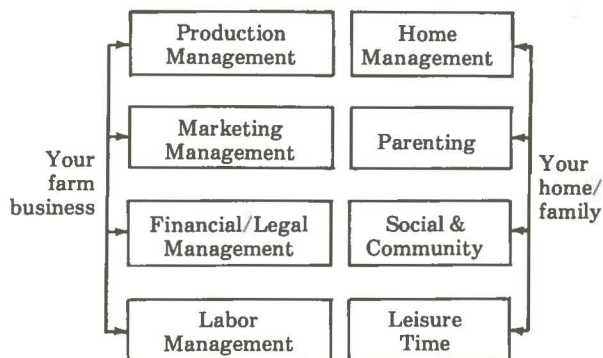 Production
Management
Home
Management
Marketing
Management
Parenting
Your
farm
business
Your
home/
family
Financial/Legal
Management
Social &
Community
Labor
Management
Leisure
Time